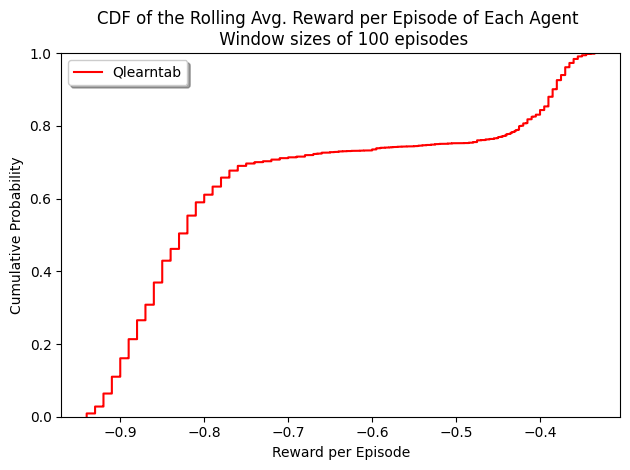 CDF of the Rolling Avg. Reward per Episode of Each Agent
Window sizes of 100 episodes
Qlearntab
Cumulative Probability
1.0
0.8
0.6
0.4
0.2
0.0
−0.9 −0.8 −0.7 −0.6 −0.5 −0.4
Reward per Episode